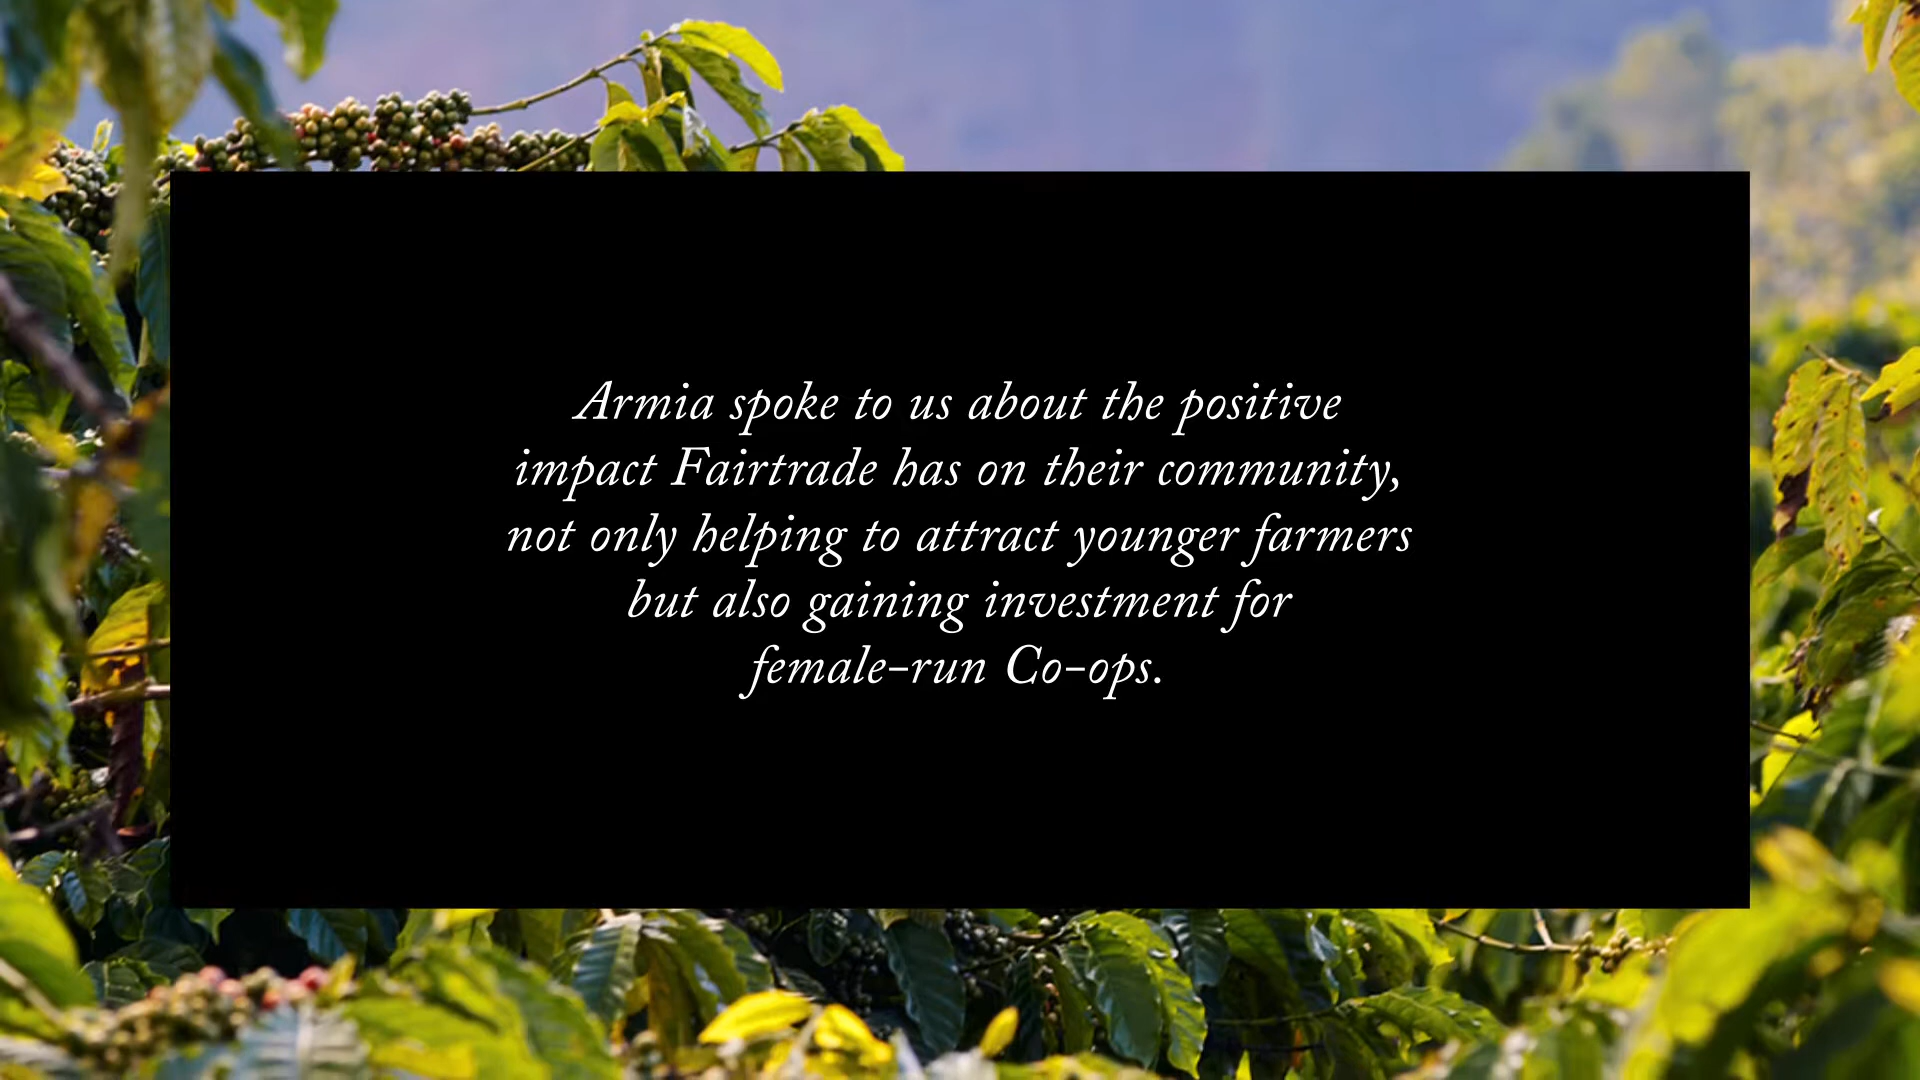 Armia spoke to us about the positive
impact Fairtrade has on their community,
not only helping to attract younger farmers
but also gaining investment for
female-run Co-ops.